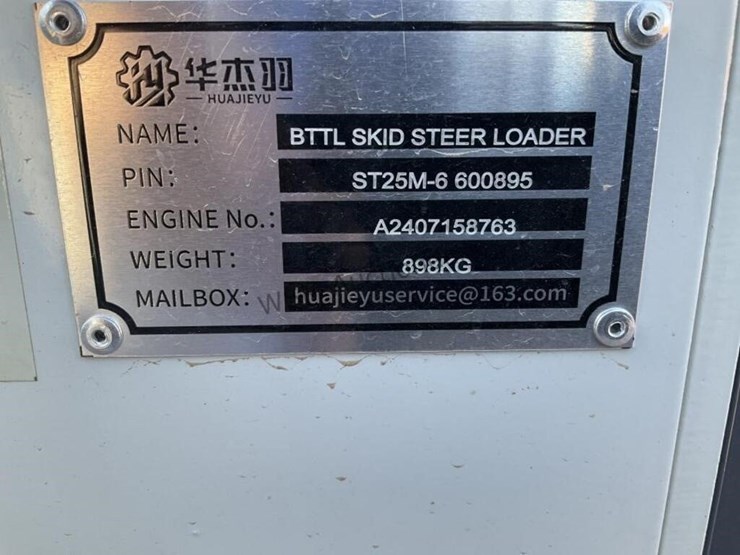 华杰羽
HUAJIEYU
NAME: BTTL SKID STEER LOADER
PIN: ST25M-6 600895
ENGINE No.: A2407158763
WEIGHT: 898KG
MAILBOX: huajieyuservice@163.com